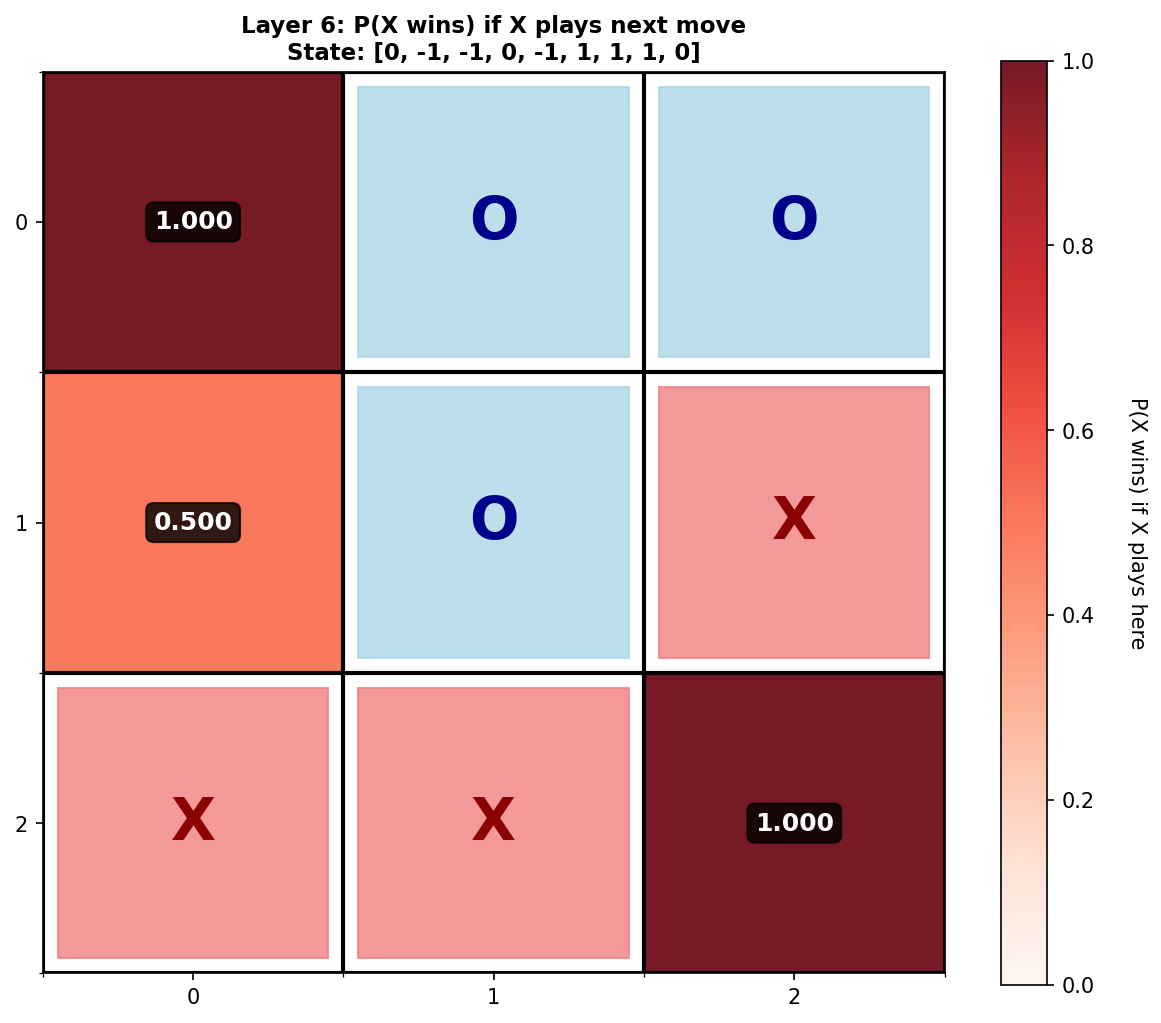 Layer 6: P(X wins) if X plays next move
State: [0, -1, -1, 0, -1, 1, 1, 1, 0]
0
1.000
O
O
1
0.500
O
X
2
X
X
1.000
0
1
2
1.0
0.8
0.6
0.4
0.2
0.0
P(X wins) if X plays here